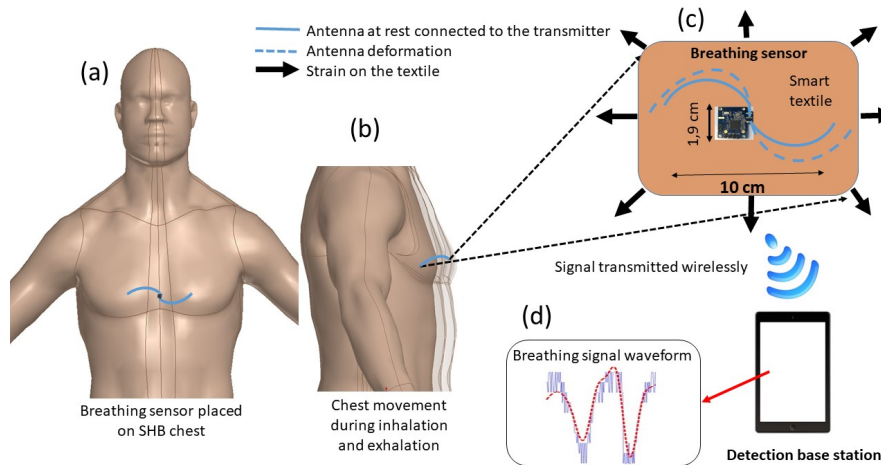 Antenna at rest connected to the transmitter
Antenna deformation
Strain on the textile
(a)
Breathing sensor placed
on SHB chest
(b)
Chest movement
during inhalation
and exhalation
(c)
Breathing sensor
Smart
textile
1,9 cm
10 cm
Signal transmitted wirelessly
(d)
Breathing signal waveform
Detection base station